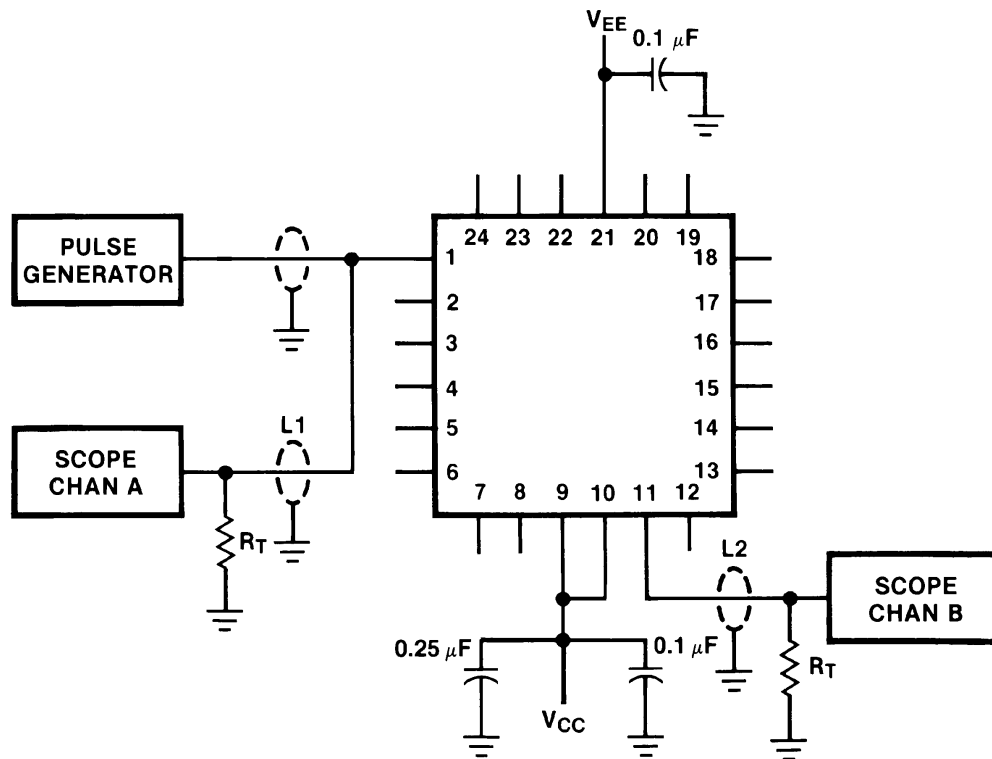 VEE
0.1 μF
24 23 22 21 20 19
PULSE
GENERATOR
1
18
2
17
3
16
4
15
L1
5
14
SCOPE
CHAN A
6
13
7 8 9 10 11 12
RT
L2
SCOPE
CHAN B
0.25 μF
0.1 μF
RT
VCC